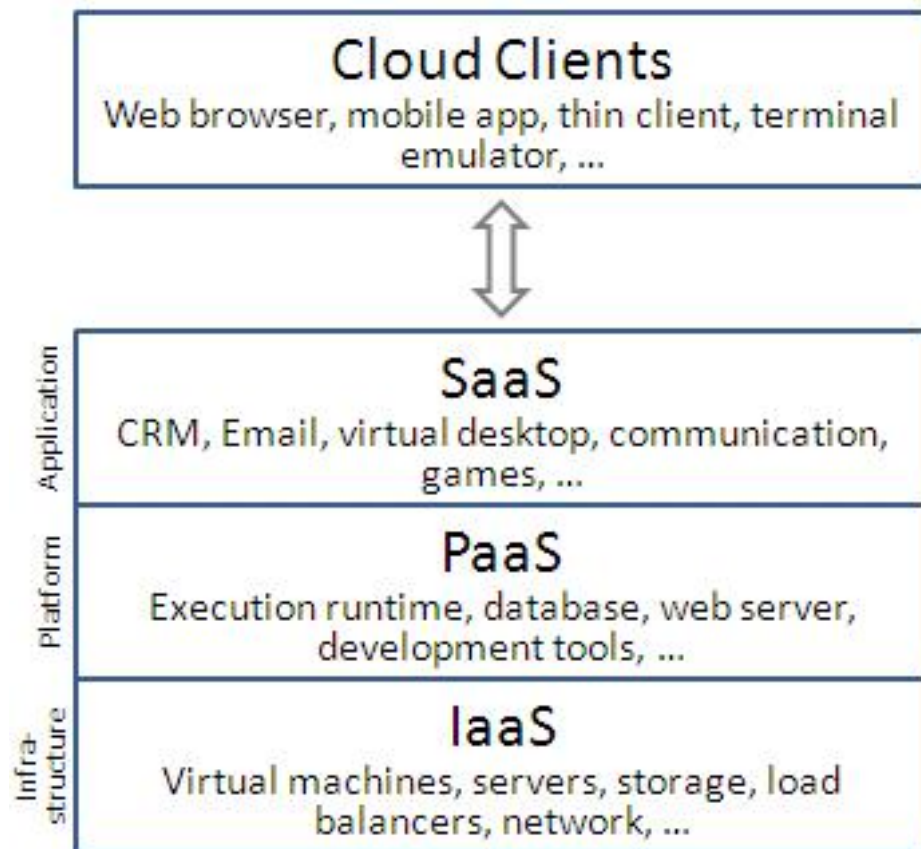 Cloud Clients
Web browser, mobile app, thin client, terminal
emulator, ...
Application
SaaS
CRM, Email, virtual desktop, communication,
games, ...
Platform
PaaS
Execution runtime, database, web server,
development tools, ...
Infra-
structure
IaaS
Virtual machines, servers, storage, load
balancers, network, ...